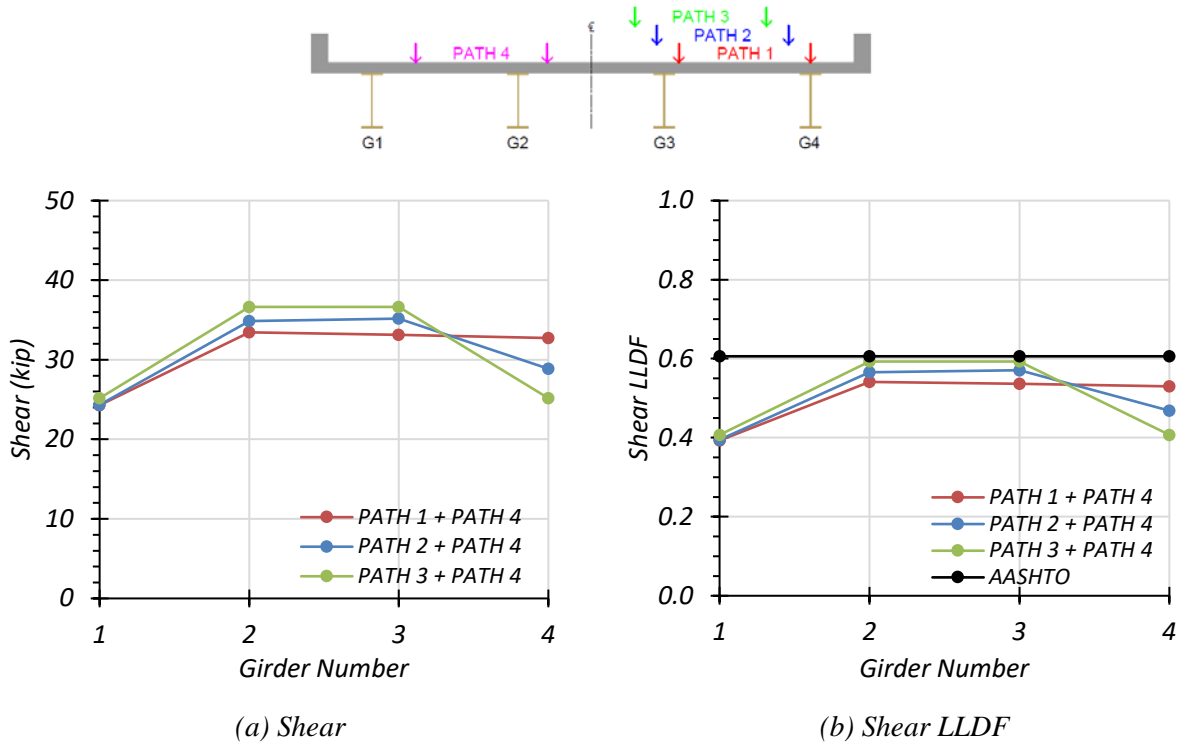 PATH 3
℄
PATH 2
PATH 4
PATH 1
G1 G2 G3 G4
50
40
30
20
10
0
Shear (kip)
1 2 3 4
Girder Number
PATH 1 + PATH 4
PATH 2 + PATH 4
PATH 3 + PATH 4
(a) Shear
1.0
0.8
0.6
0.4
0.2
0.0
Shear LLDF
1 2 3 4
Girder Number
PATH 1 + PATH 4
PATH 2 + PATH 4
PATH 3 + PATH 4
AASHTO
(b) Shear LLDF